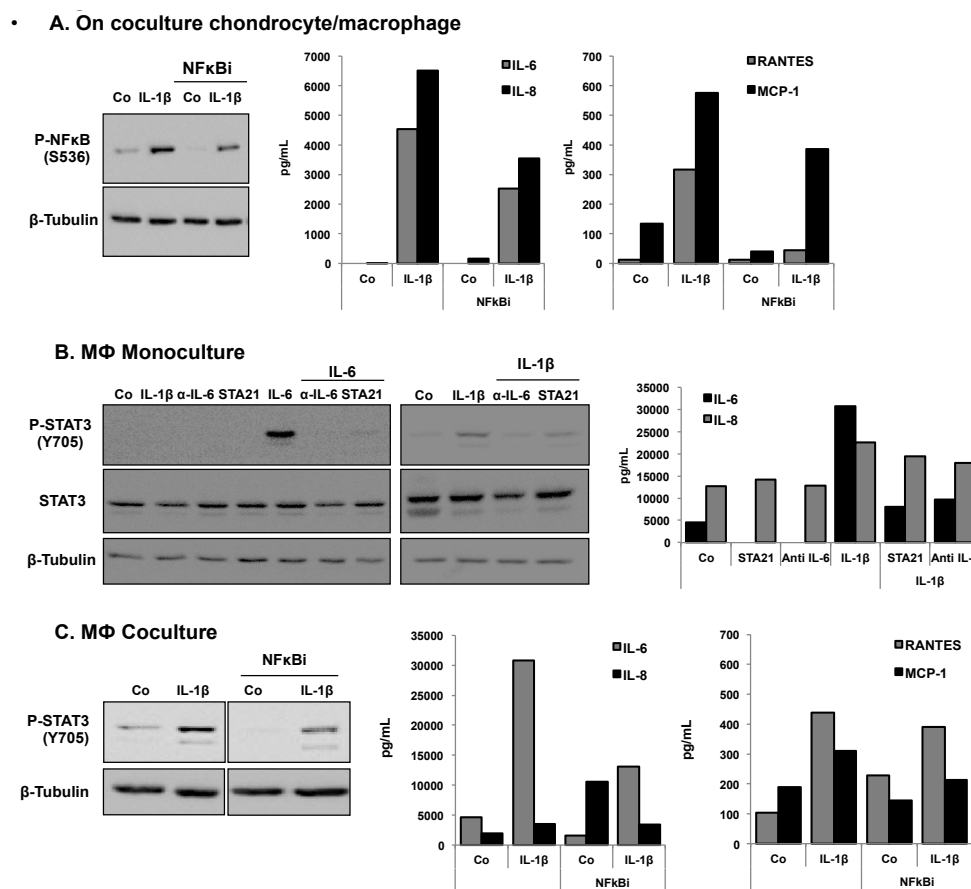 • A. On coculture chondrocyte/macrophage
NFκBi
Co IL-1β Co IL-1β
P-NFκB
(S536)
β-Tubulin
7000
6000
5000
4000
3000
2000
1000
0
pg/mL
IL-6
IL-8
Co IL-1β Co IL-1β
NFkBi
700
600
500
400
300
200
100
0
pg/mL
RANTES
MCP-1
Co IL-1β Co IL-1β
NFkBi
B. MΦ Monoculture
IL-6
Co IL-1β α-IL-6 STA21 IL-6 α-IL-6 STA21
IL-1β
Co IL-1β α-IL-6 STA21
P-STAT3
(Y705)
STAT3
β-Tubulin
35000
30000
25000
20000
15000
10000
5000
0
pg/mL
IL-6
IL-8
Co STA21 Anti IL-6 IL-1β STA21 Anti IL-
IL-1β
C. MΦ Coculture
NFκBi
Co IL-1β Co IL-1β
P-STAT3
(Y705)
β-Tubulin
35000
30000
25000
20000
15000
10000
5000
0
pg/mL
IL-6
IL-8
Co IL-1β Co IL-1β
NFkBi
700
600
500
400
300
200
100
0
pg/mL
RANTES
MCP-1
Co IL-1β Co IL-1β
NFkBi